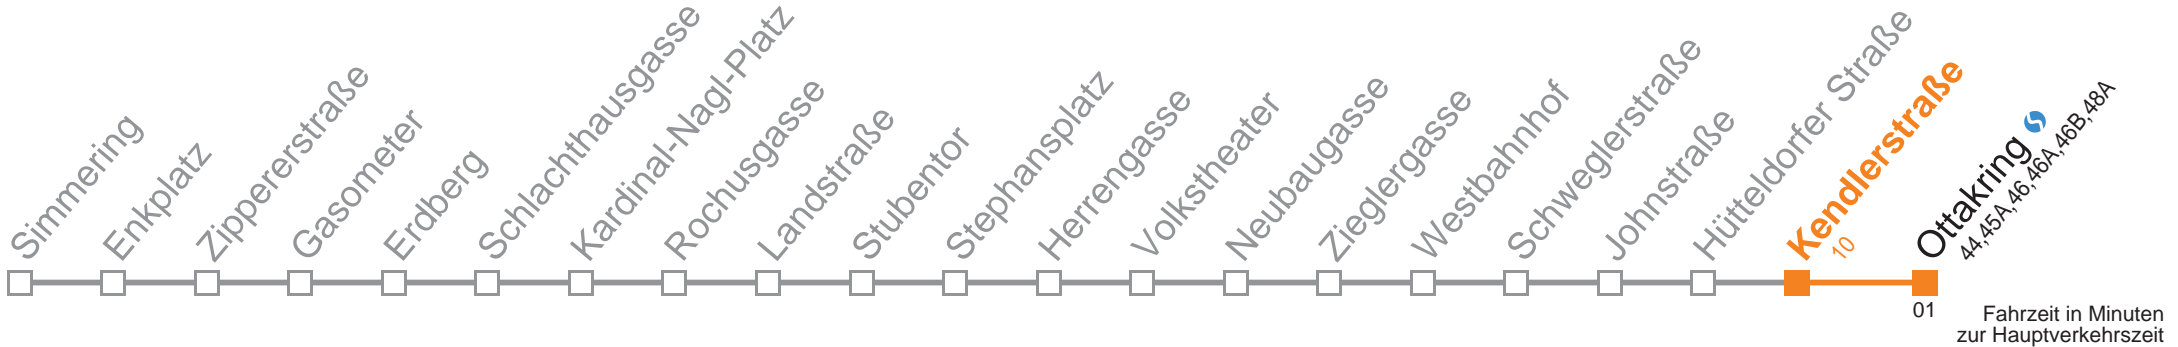 Simmering
Enkplatz
Zippererstraße
Gasometer
Erdberg
Schlachthausgasse
Kardinal-Nagl-Platz
Rochusgasse
Landstraße
Stubentor
Stephansplatz
Herrengasse
Volkstheater
Neubaugasse
Zieglergasse
Westbahnhof
Schweglerstraße
Johnstraße
Hütteldorfer Straße
Kendlerstraße
10
Ottakring
44,45A,46,46A,46B,48A
01
Fahrzeit in Minuten
zur Hauptverkehrszeit